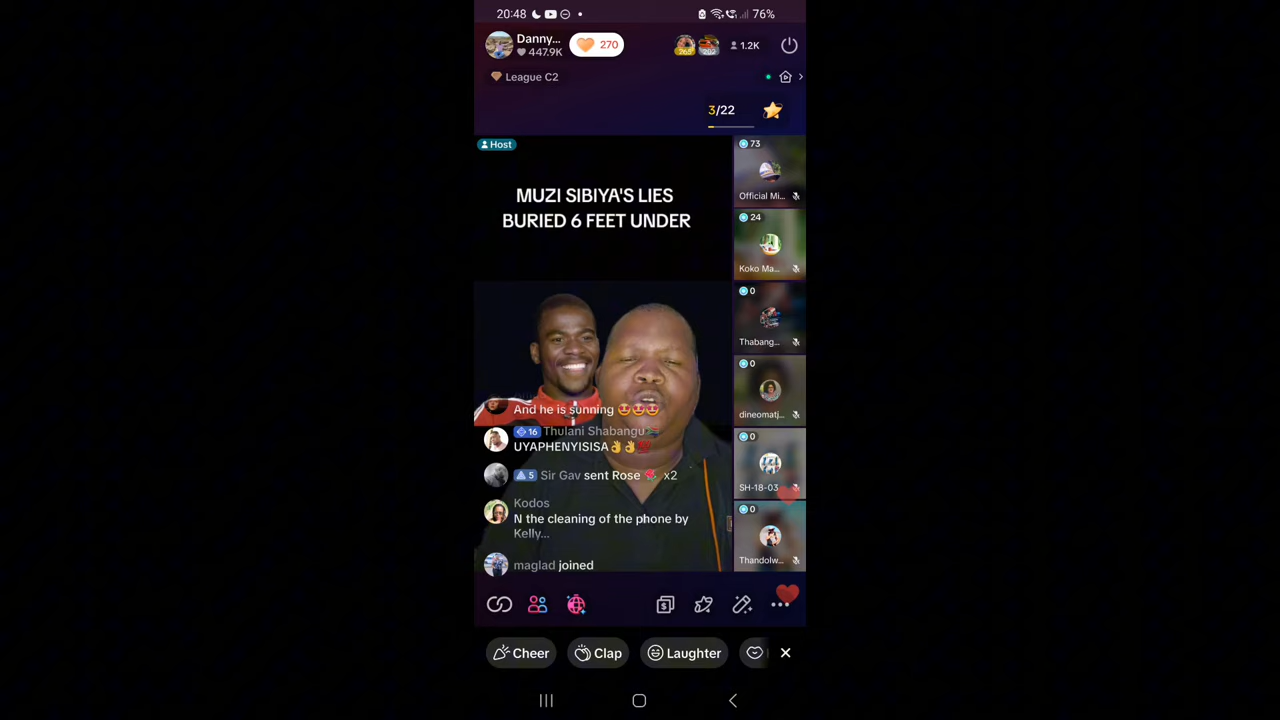 20:48
76%
Danny...
447.9K
270
265
202
1.2K
League C2
3/22
Host
MUZI SIBIYA'S LIES
BURIED 6 FEET UNDER
73
Official Mi...
24
Koko Ma...
0
Thabang...
0
dineomatj...
0
SH-18-03
0
Thandolw...
And he is sunning 🤩🤩🤩
16 Thulani Shabangu
UYAPHENYISISA👌👌💯
5 Sir Gav sent Rose 🌹 x2
Kodos
N the cleaning of the phone by
Kelly...
maglad joined
Cheer
Clap
Laughter